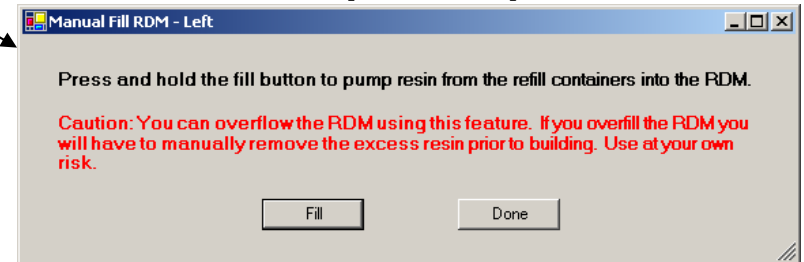 Manual Fill RDM - Left
Press and hold the fill button to pump resin from the refill containers into the RDM.
Caution: You can overflow the RDM using this feature. If you overfill the RDM you
will have to manually remove the excess resin prior to building. Use at your own
risk.
Fill
Done